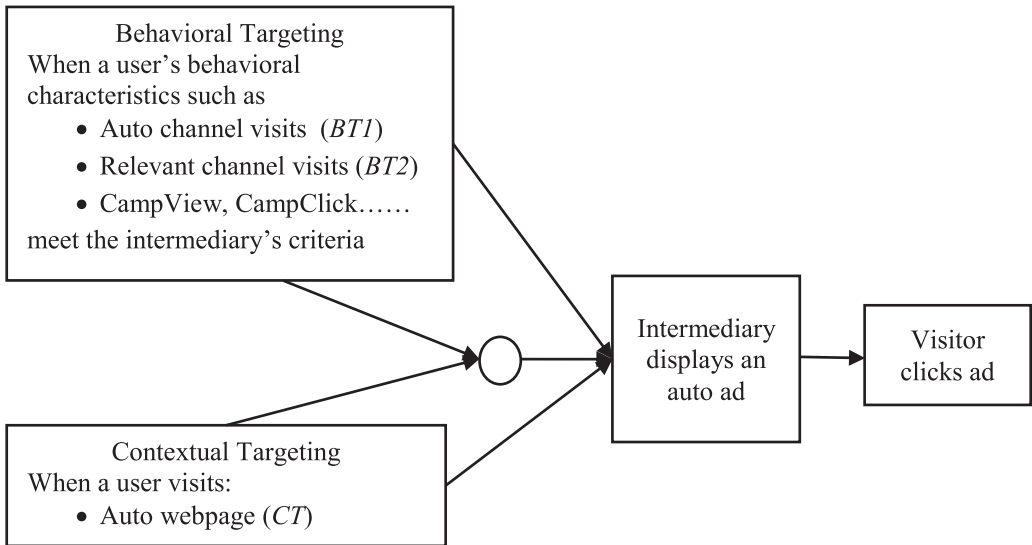 Behavioral Targeting
When a user’s behavioral
characteristics such as
• Auto channel visits (BT1)
• Relevant channel visits (BT2)
• CampView, CampClick……
meet the intermediary’s criteria
Intermediary
displays an
auto ad
Visitor
clicks ad
Contextual Targeting
When a user visits:
• Auto webpage (CT)